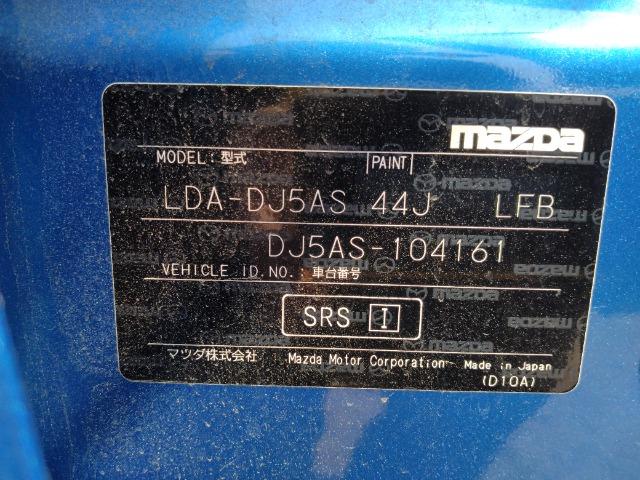 mazda
MODEL:型式 PAINT
LDA-DJ5AS 44J LFB
DJ5AS-104161
VEHICLE ID.NO.:車台番号
SRS I
マツダ株式会社 Mazda Motor Corporation Made in Japan
(D10A)